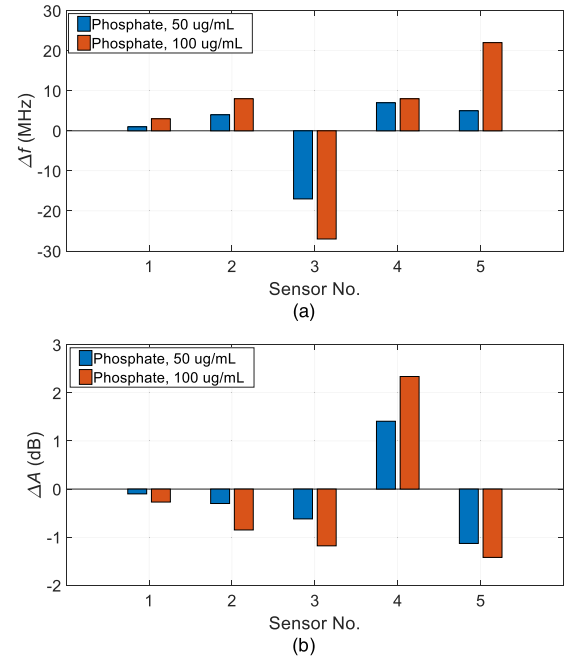 30
20
10
0
-10
-20
-30
Δf (MHz)
Phosphate, 50 ug/mL
Phosphate, 100 ug/mL
1 2 3 4 5
Sensor No.
(a)
3
2
1
0
-1
-2
ΔA (dB)
Phosphate, 50 ug/mL
Phosphate, 100 ug/mL
1 2 3 4 5
Sensor No.
(b)